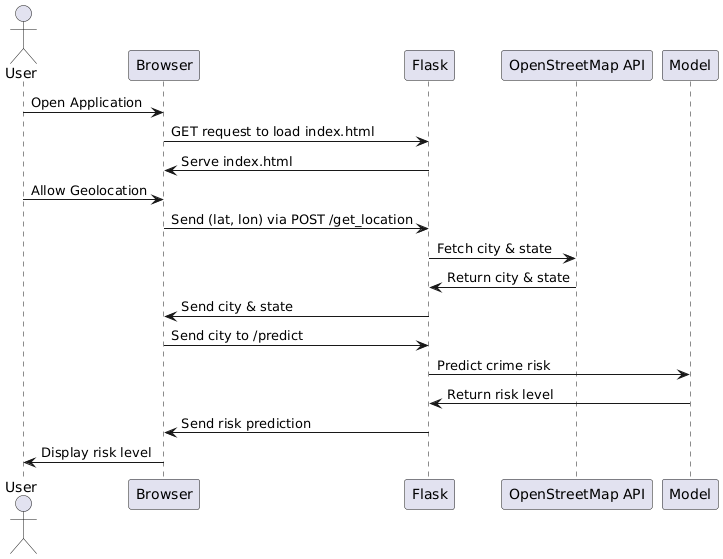 User
Browser
Flask
OpenStreetMap API
Model
Open Application
GET request to load index.html
Serve index.html
Allow Geolocation
Send (lat, lon) via POST /get_location
Fetch city & state
Return city & state
Send city & state
Send city to /predict
Predict crime risk
Return risk level
Send risk prediction
Display risk level
User
Browser
Flask
OpenStreetMap API
Model